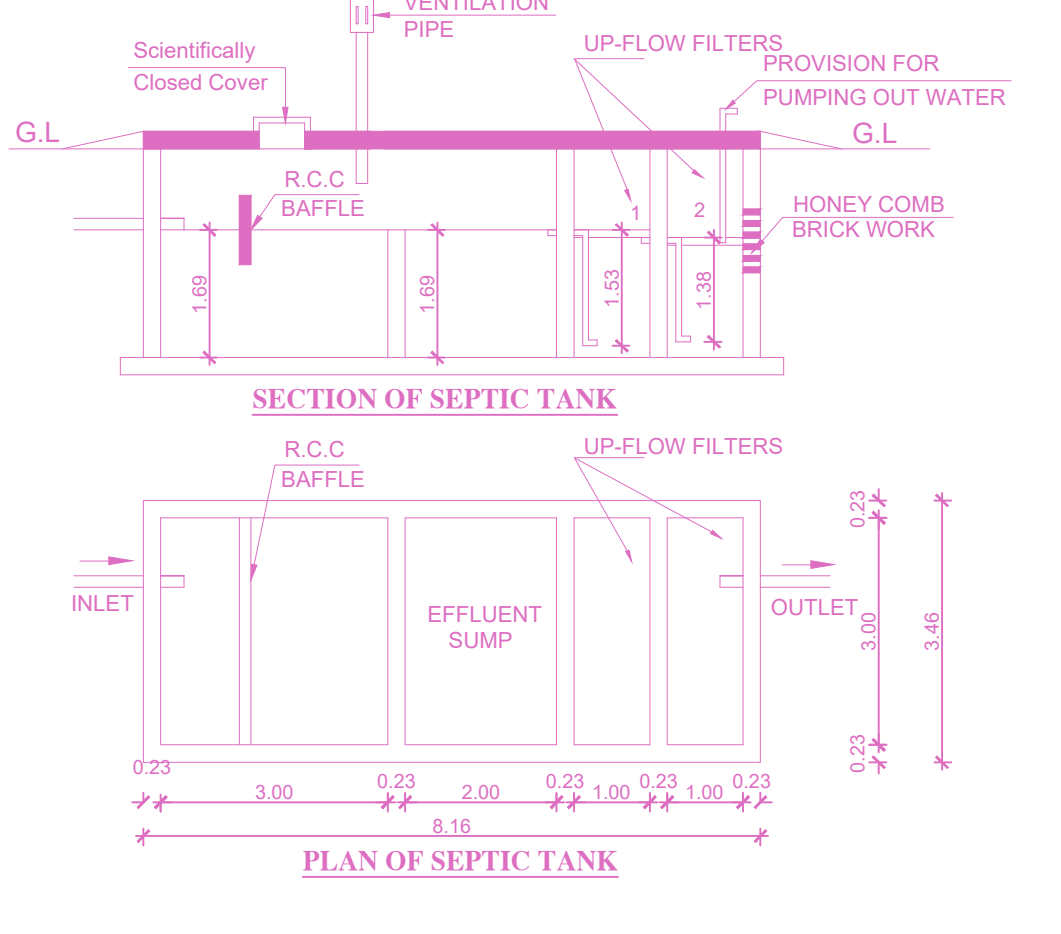 VENTILATION
PIPE
Scientifically
Closed Cover
UP-FLOW FILTERS
PROVISION FOR
PUMPING OUT WATER
G.L
G.L
R.C.C
BAFFLE
1
2
HONEY COMB
BRICK WORK
1.69
1.69
1.53
1.38
SECTION OF SEPTIC TANK
R.C.C
BAFFLE
UP-FLOW FILTERS
0.23
INLET
EFFLUENT
SUMP
OUTLET
3.00
3.46
0.23
0.23
3.00
0.23
2.00
0.23
1.00
0.23
1.00
0.23
8.16
PLAN OF SEPTIC TANK